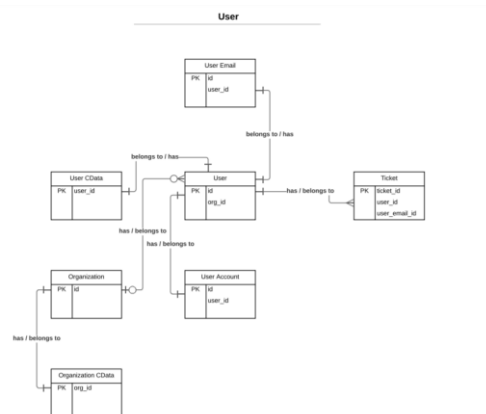 User
User Email
PK id
user_id
belongs to / has
belongs to / has
User CData
PK user_id
User
PK id
org_id
has / belongs to
Ticket
PK ticket_id
user_id
user_email_id
has / belongs to
has / belongs to
Organization
PK id
User Account
PK id
user_id
has / belongs to
Organization CData
PK org_id